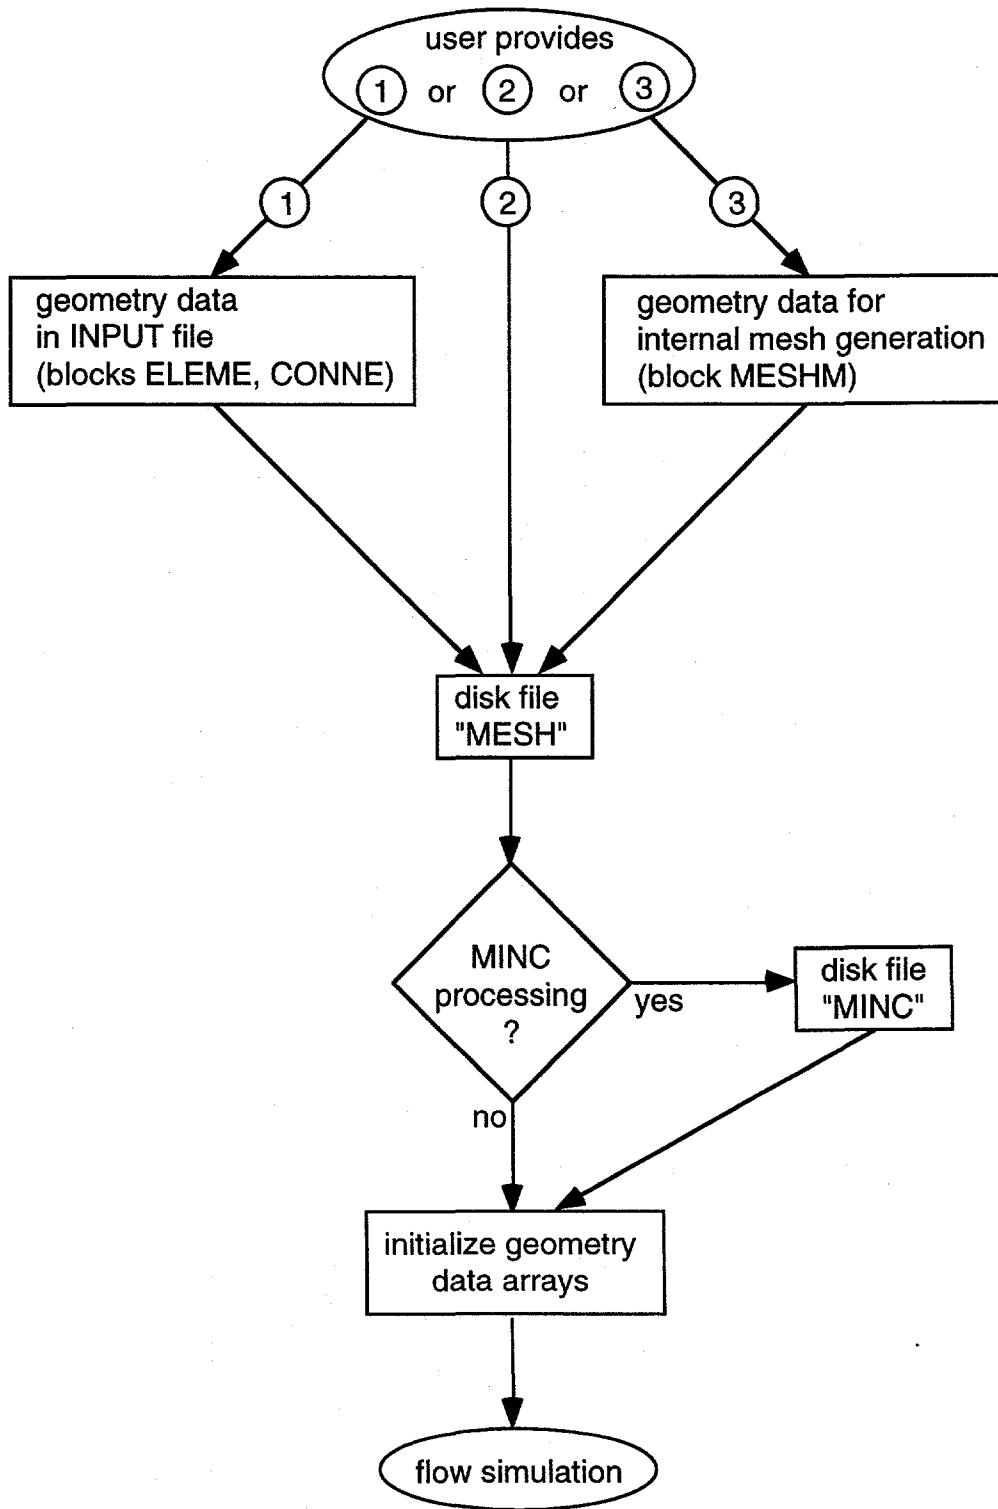 user provides
1 or 2 or 3
1
2
3
geometry data
in INPUT file
(blocks ELEME, CONNE)
geometry data for
internal mesh generation
(block MESHM)
disk file
"MESH"
MINC
processing
?
yes
disk file
"MINC"
no
initialize geometry
data arrays
flow simulation